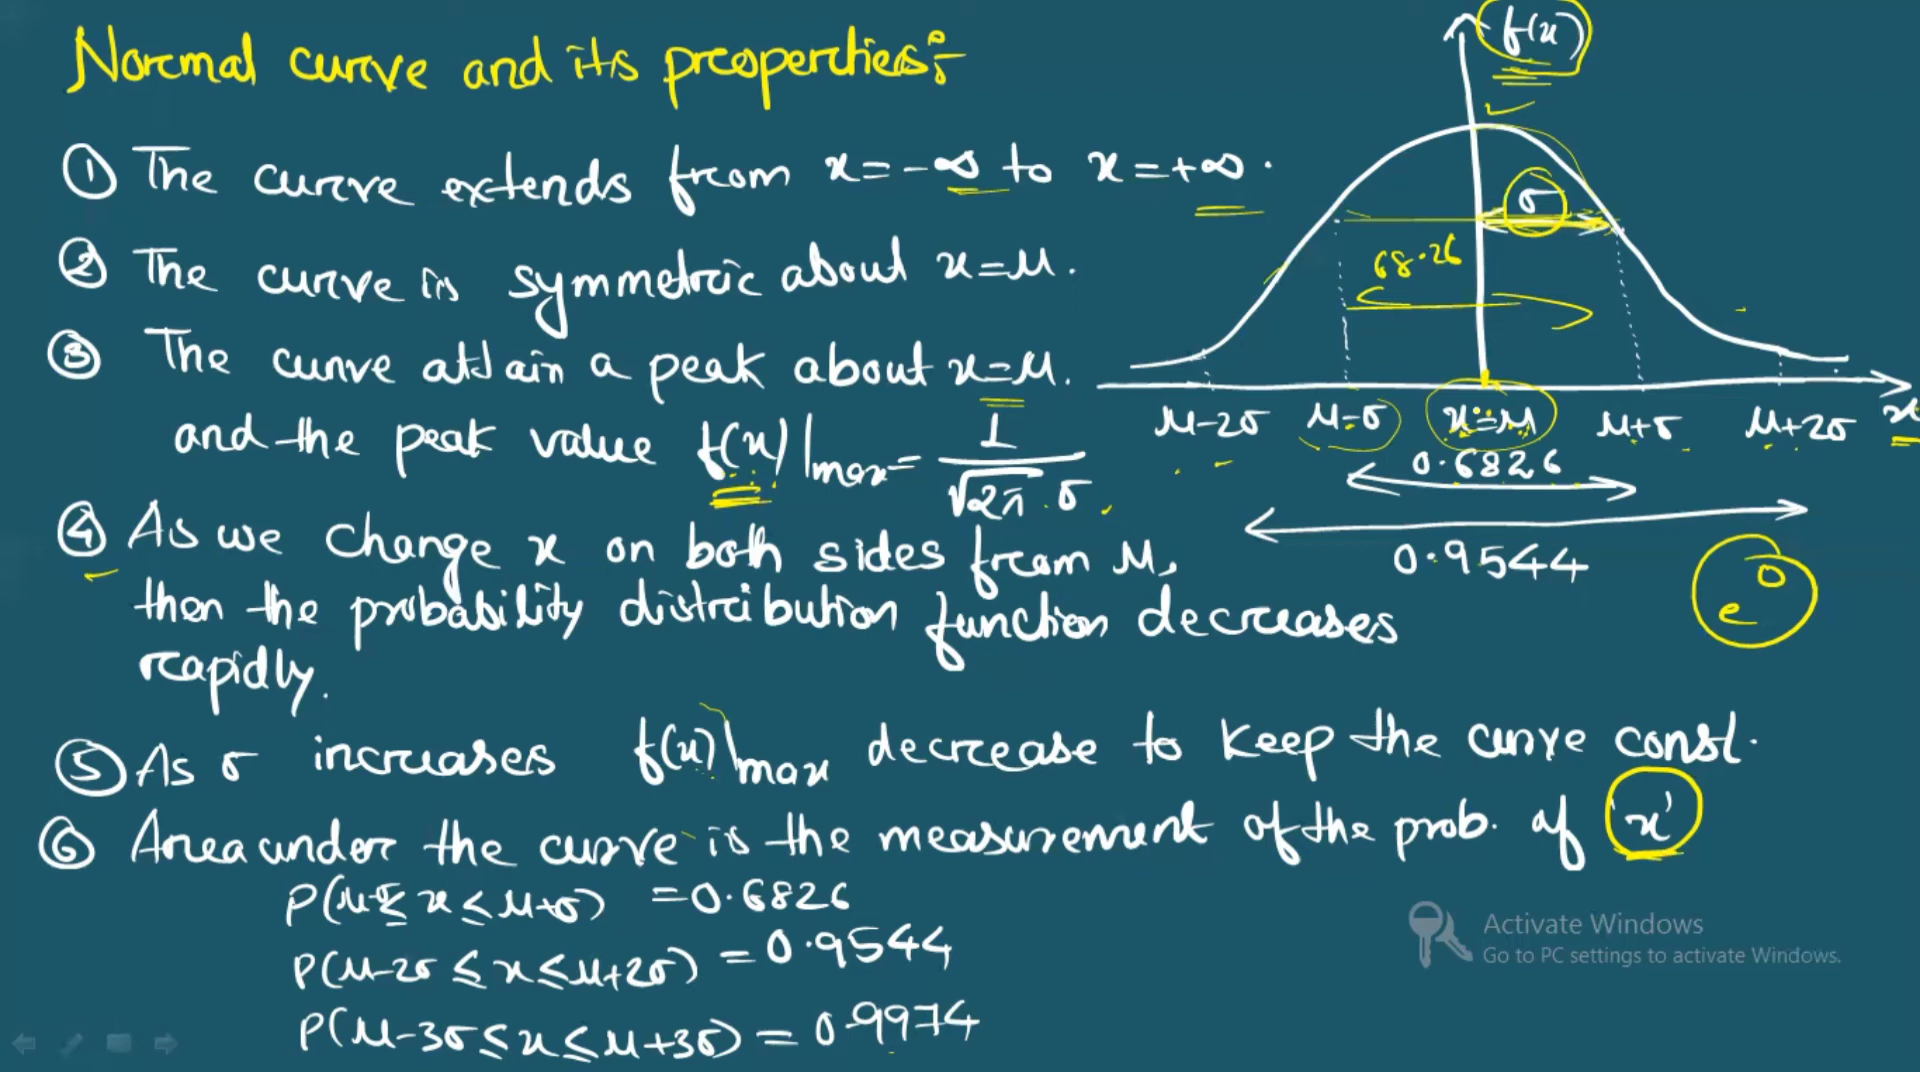 Normal curve and its properties:-
① The curve extends from x=-∞ to x=+∞.
② The curve is symmetric about x=μ.
③ The curve attain a peak about x=μ.
and the peak value f(x)|max= 1/√2π.σ.
④ As we change x on both sides from μ,
then the probability distribution function decreases
rapidly.
⑤ As σ increases f(x)|max decrease to keep the curve const.
⑥ Area under the curve is the measurement of the prob. of 'x'
P(μ-σ≤x≤μ+σ) =0.6826
P(μ-2σ≤x≤μ+2σ) = 0.9544
P(μ-3σ≤x≤μ+3σ) = 0.9974
f(x)
σ
68.26
μ-2σ μ-σ x=μ μ+σ μ+2σ x
0.6826
0.9544
e⁰
Activate Windows
Go to PC settings to activate Windows.